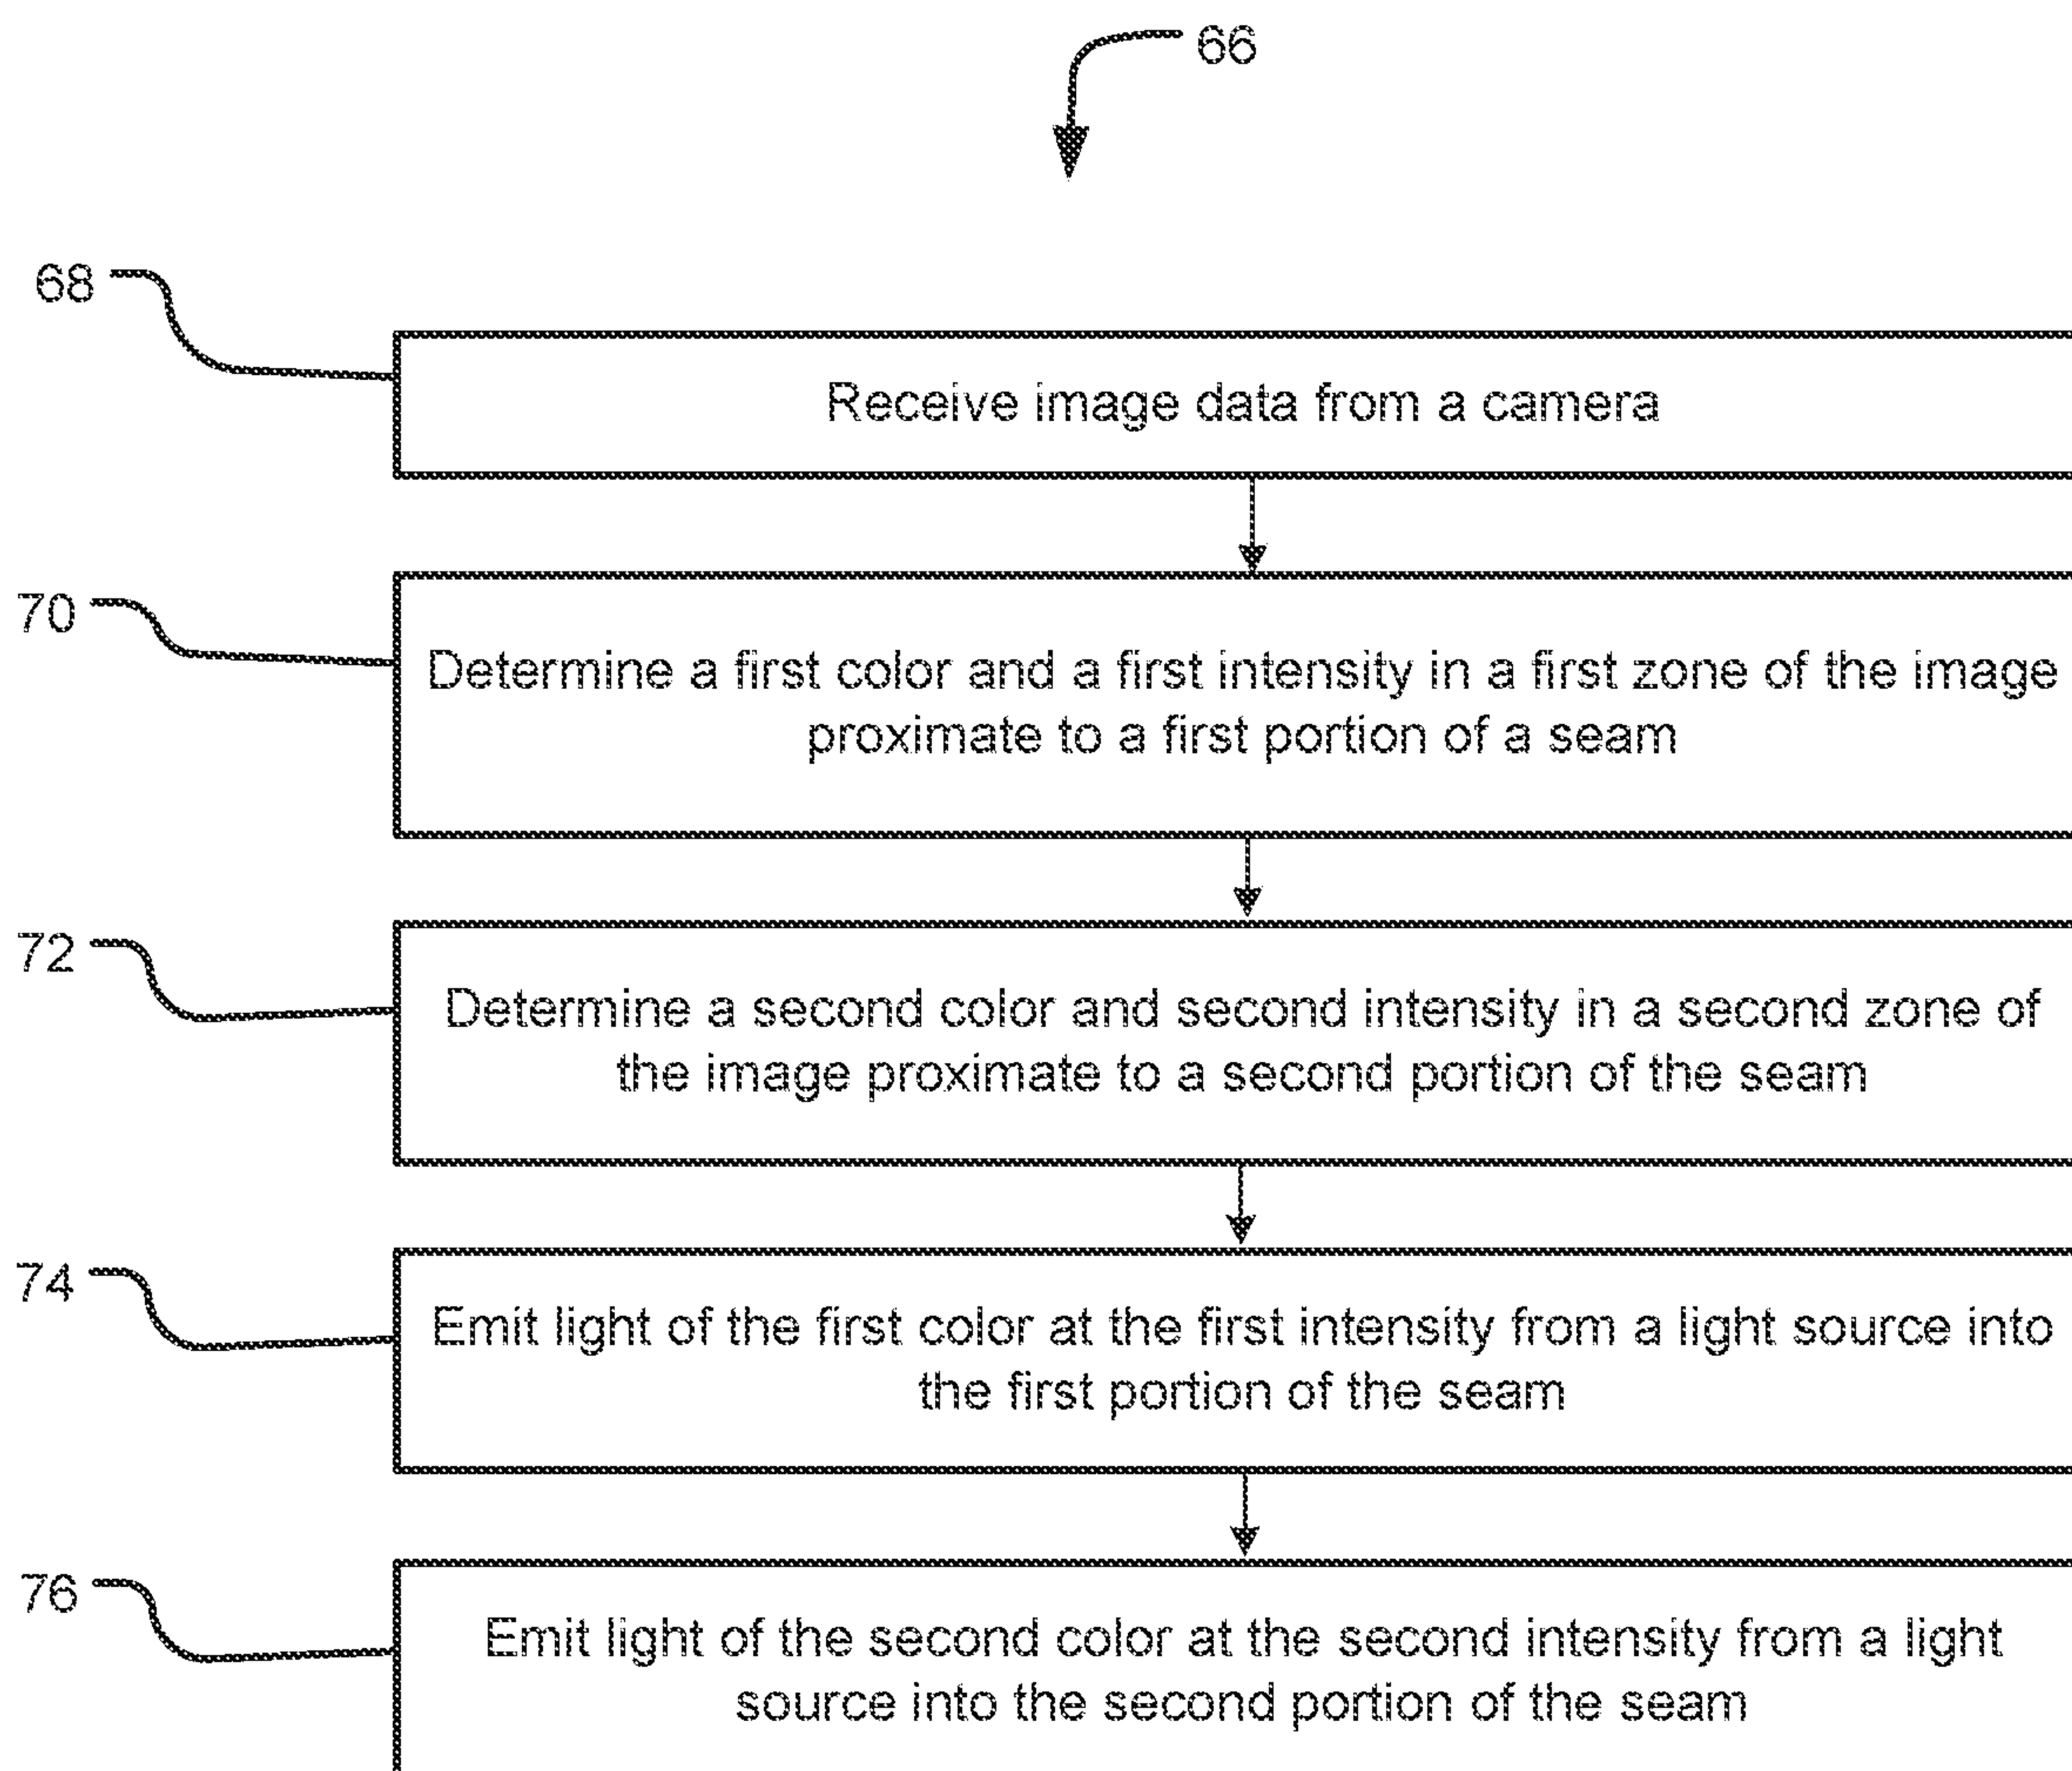 66
68
Receive image data from a camera
70
Determine a first color and a first intensity in a first zone of the image
proximate to a first portion of a seam
72
Determine a second color and second intensity in a second zone of
the image proximate to a second portion of the seam
74
Emit light of the first color at the first intensity from a light source into
the first portion of the seam
76
Emit light of the second color at the second intensity from a light
source into the second portion of the seam